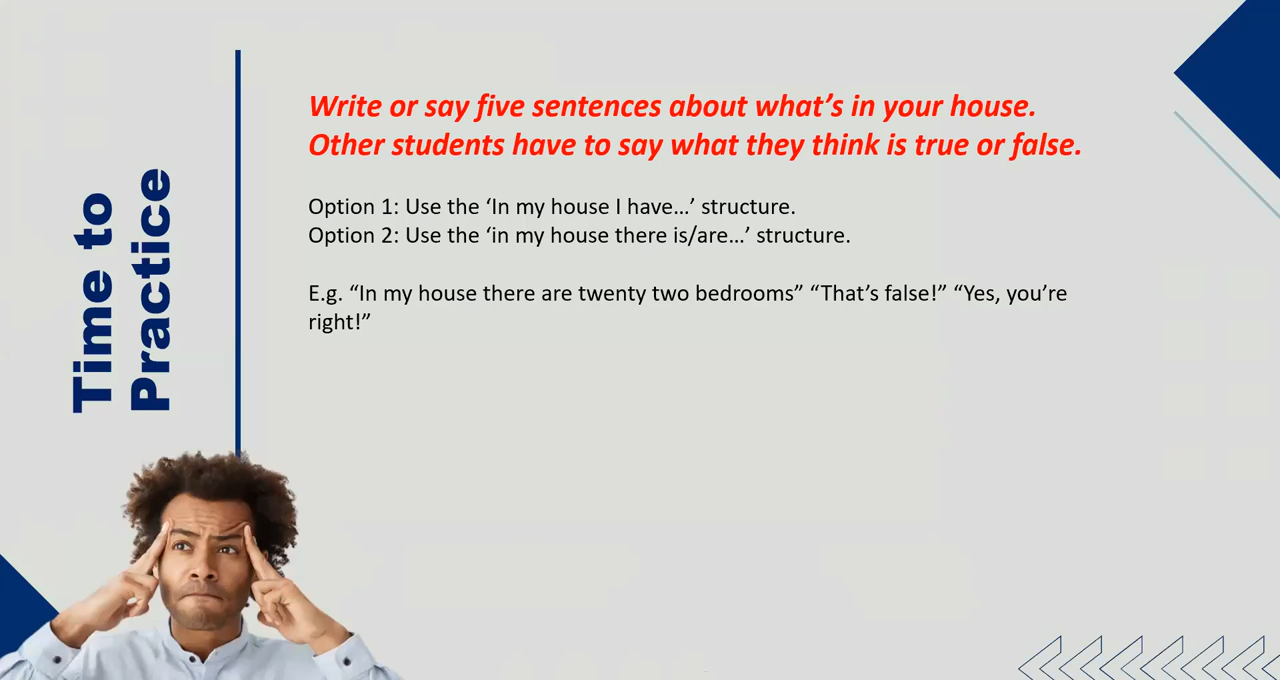 Time to
Practice
Write or say five sentences about what’s in your house.
Other students have to say what they think is true or false.
Option 1: Use the ‘In my house I have…’ structure.
Option 2: Use the ‘in my house there is/are…’ structure.
E.g. “In my house there are twenty two bedrooms” “That’s false!” “Yes, you’re
right!”